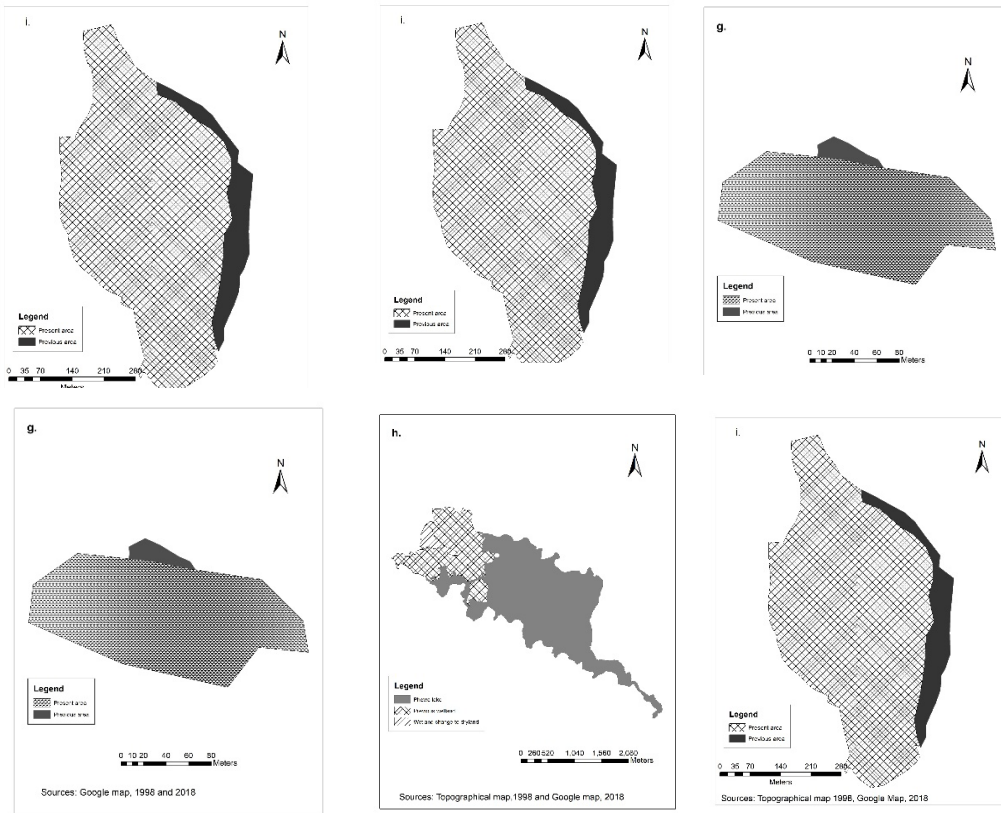 i.
N
Legend
Present area
Previous area
0 35 70 140 210 280
Meters
i.
N
Legend
Present area
Previous area
0 35 70 140 210 280
g.
N
Legend
Present area
Previous area
0 10 20 40 60 80
Meters
g.
N
Legend
Present area
Previous area
0 10 20 40 60 80
Meters
Sources: Google map, 1998 and 2018
h.
N
Legend
Phewa lake
Wetland change to dryland
0 260 520 1,040 1,560 2,080
Meters
Sources: Topographical map,1998 and Google map, 2018
i.
N
Legend
Present area
Previous area
0 35 70 140 210 280
Meters
Sources: Topographical map 1998, Google Map, 2018